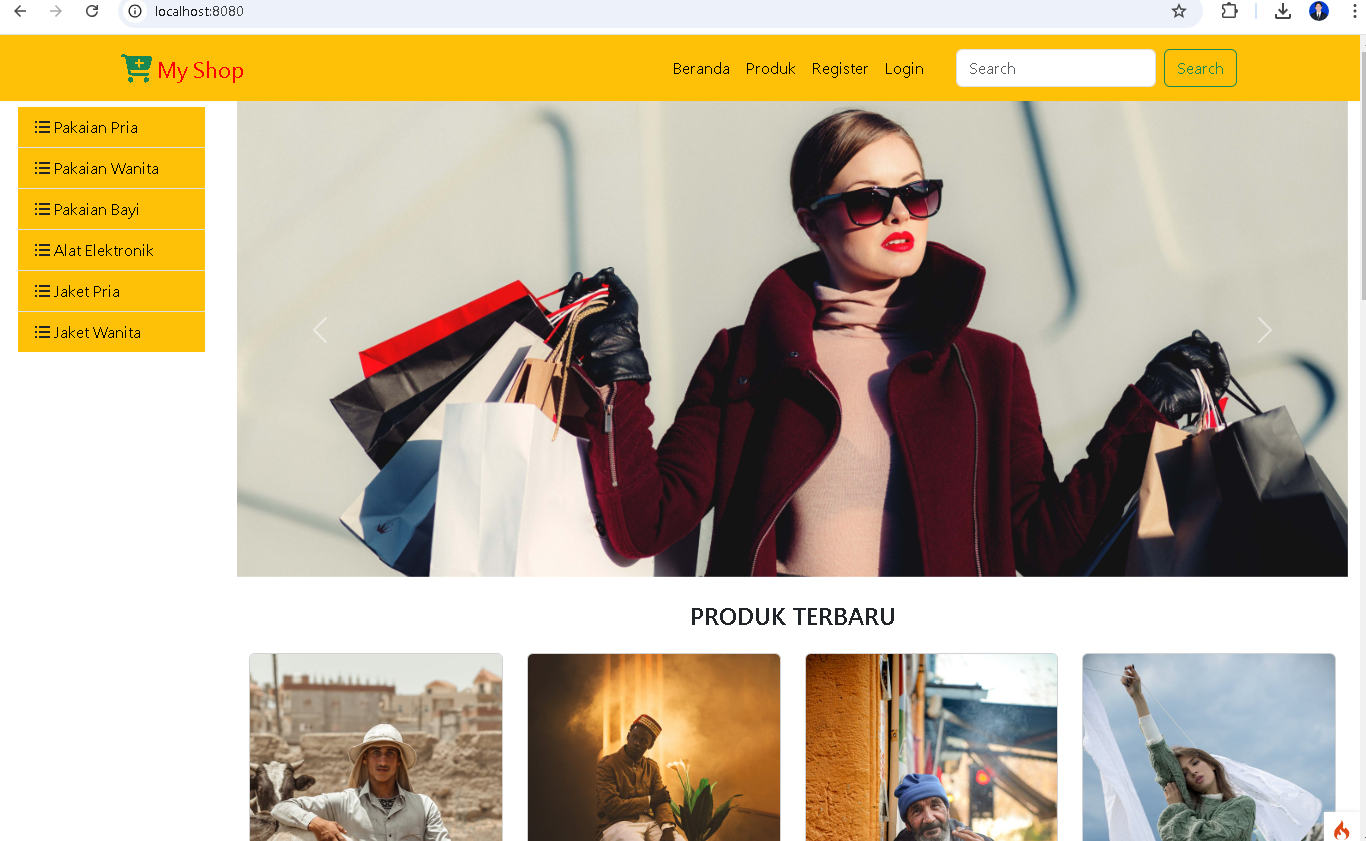 localhost:8080
My Shop
Beranda Produk Register Login Search Search
Pakaian Pria
Pakaian Wanita
Pakaian Bayi
Alat Elektronik
Jaket Pria
Jaket Wanita
PRODUK TERBARU